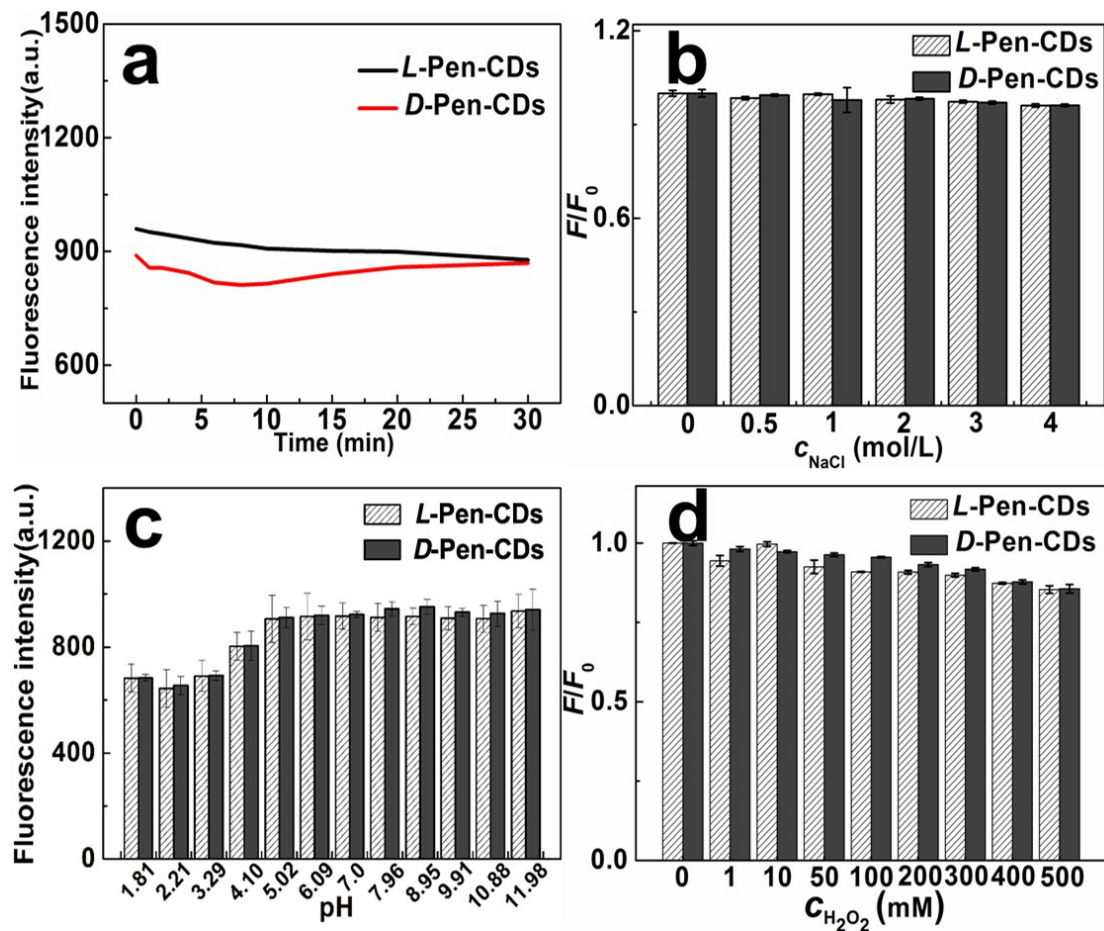 a
L-Pen-CDs
D-Pen-CDs
Fluorescence intensity(a.u.)
1500
1200
900
600
0 5 10 15 20 25 30
Time (min)
b
L-Pen-CDs
D-Pen-CDs
F/F0
1.2
0.6
0.0
0 0.5 1 2 3 4
cNaCl (mol/L)
c
L-Pen-CDs
D-Pen-CDs
Fluorescence intensity(a.u.)
1200
800
400
0
1.81 2.21 3.29 4.10 5.02 6.09 7.0 7.96 8.95 9.91 10.88 11.98
pH
d
L-Pen-CDs
D-Pen-CDs
F/F0
1.0
0.5
0.0
0 1 10 50 100 200 300 400 500
cH2O2 (mM)